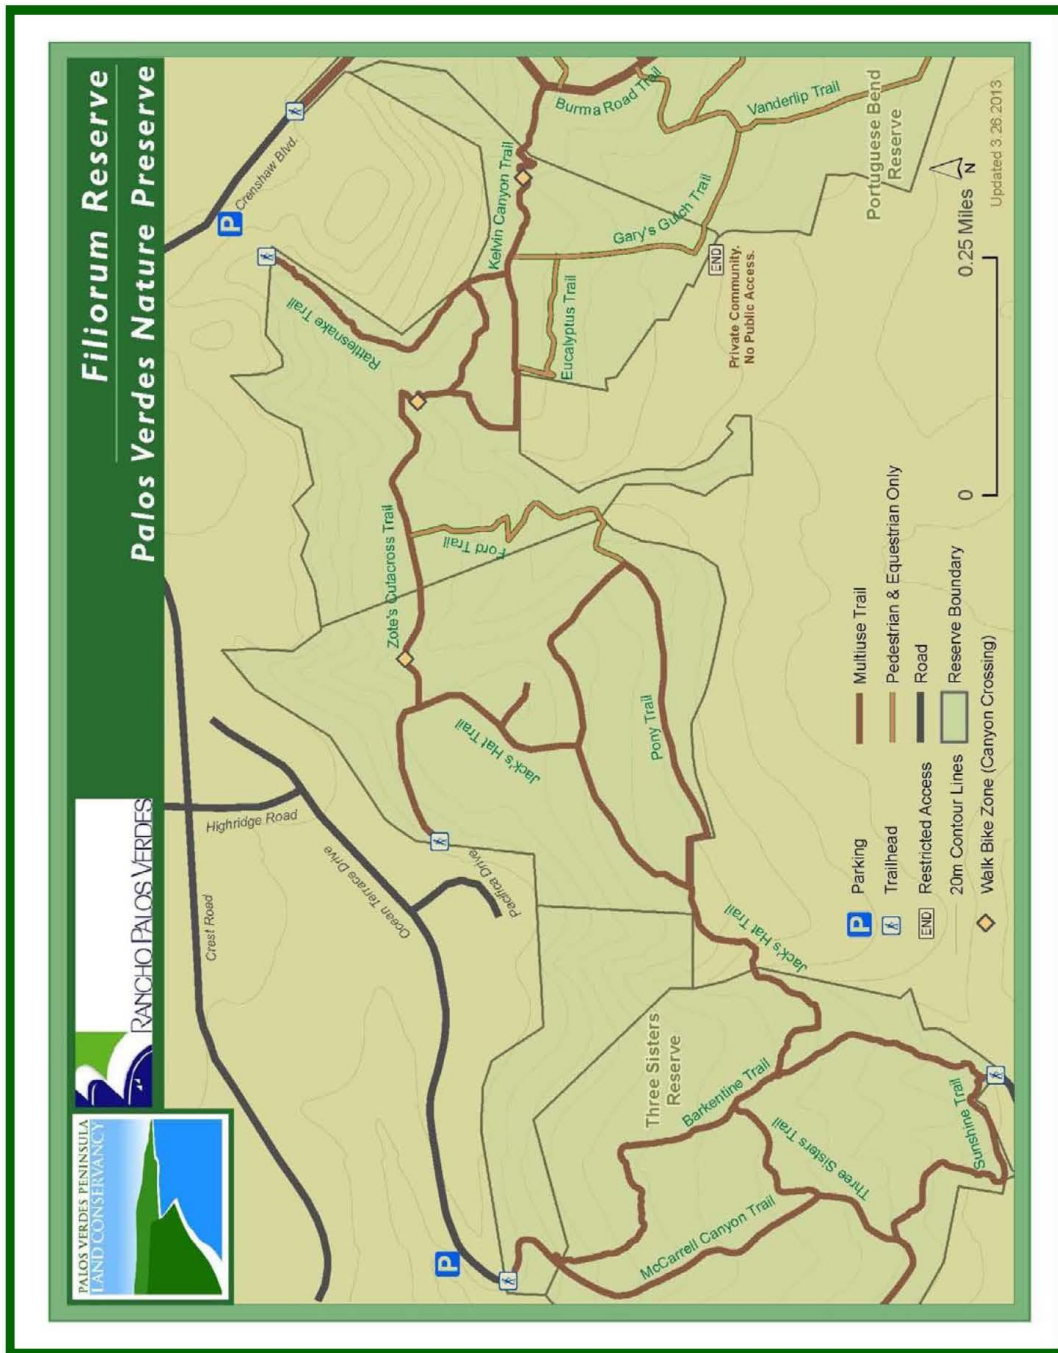 Filiorum Reserve
Palos Verdes Nature Preserve
PALOS VERDES PENINSULA
LAND CONSERVANCY
RANCHO PALOS VERDES
Crest Road
Highridge Road
Ocean Terrace Drive
Pacifica Drive
Crenshaw Blvd.
P
P
Rattlesnake Trail
Zote's Cutacross Trail
Kelvin Canyon Trail
Burma Road Trail
Vanderlip Trail
Gary's Gulch Trail
Eucalyptus Trail
Ford Trail
Jack's Hat Trail
Pony Trail
Jack's Hat Trail
Three Sisters
Reserve
Barkentine Trail
McCarrell Canyon Trail
Three Sisters Trail
Sunshine Trail
Portuguese Bend
Reserve
END
Private Community.
No Public Access.
P Parking
Trailhead
END Restricted Access
20m Contour Lines
Walk Bike Zone (Canyon Crossing)
Multiuse Trail
Pedestrian & Equestrian Only
Road
Reserve Boundary
0 0.25 Miles
N
Updated 3.26.2013